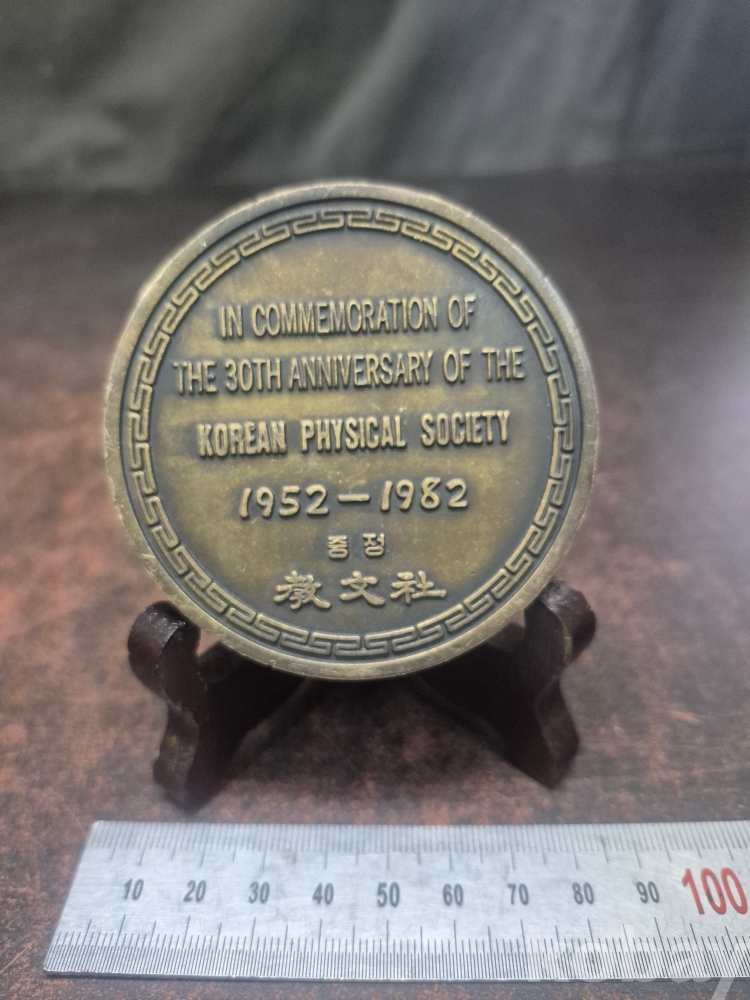 IN COMMEMORATION OF
THE 30TH ANNIVERSARY OF THE
KOREAN PHYSICAL SOCIETY
1952-1982
증정
敎文社
10 20 30 40 50 60 70 80 90 100